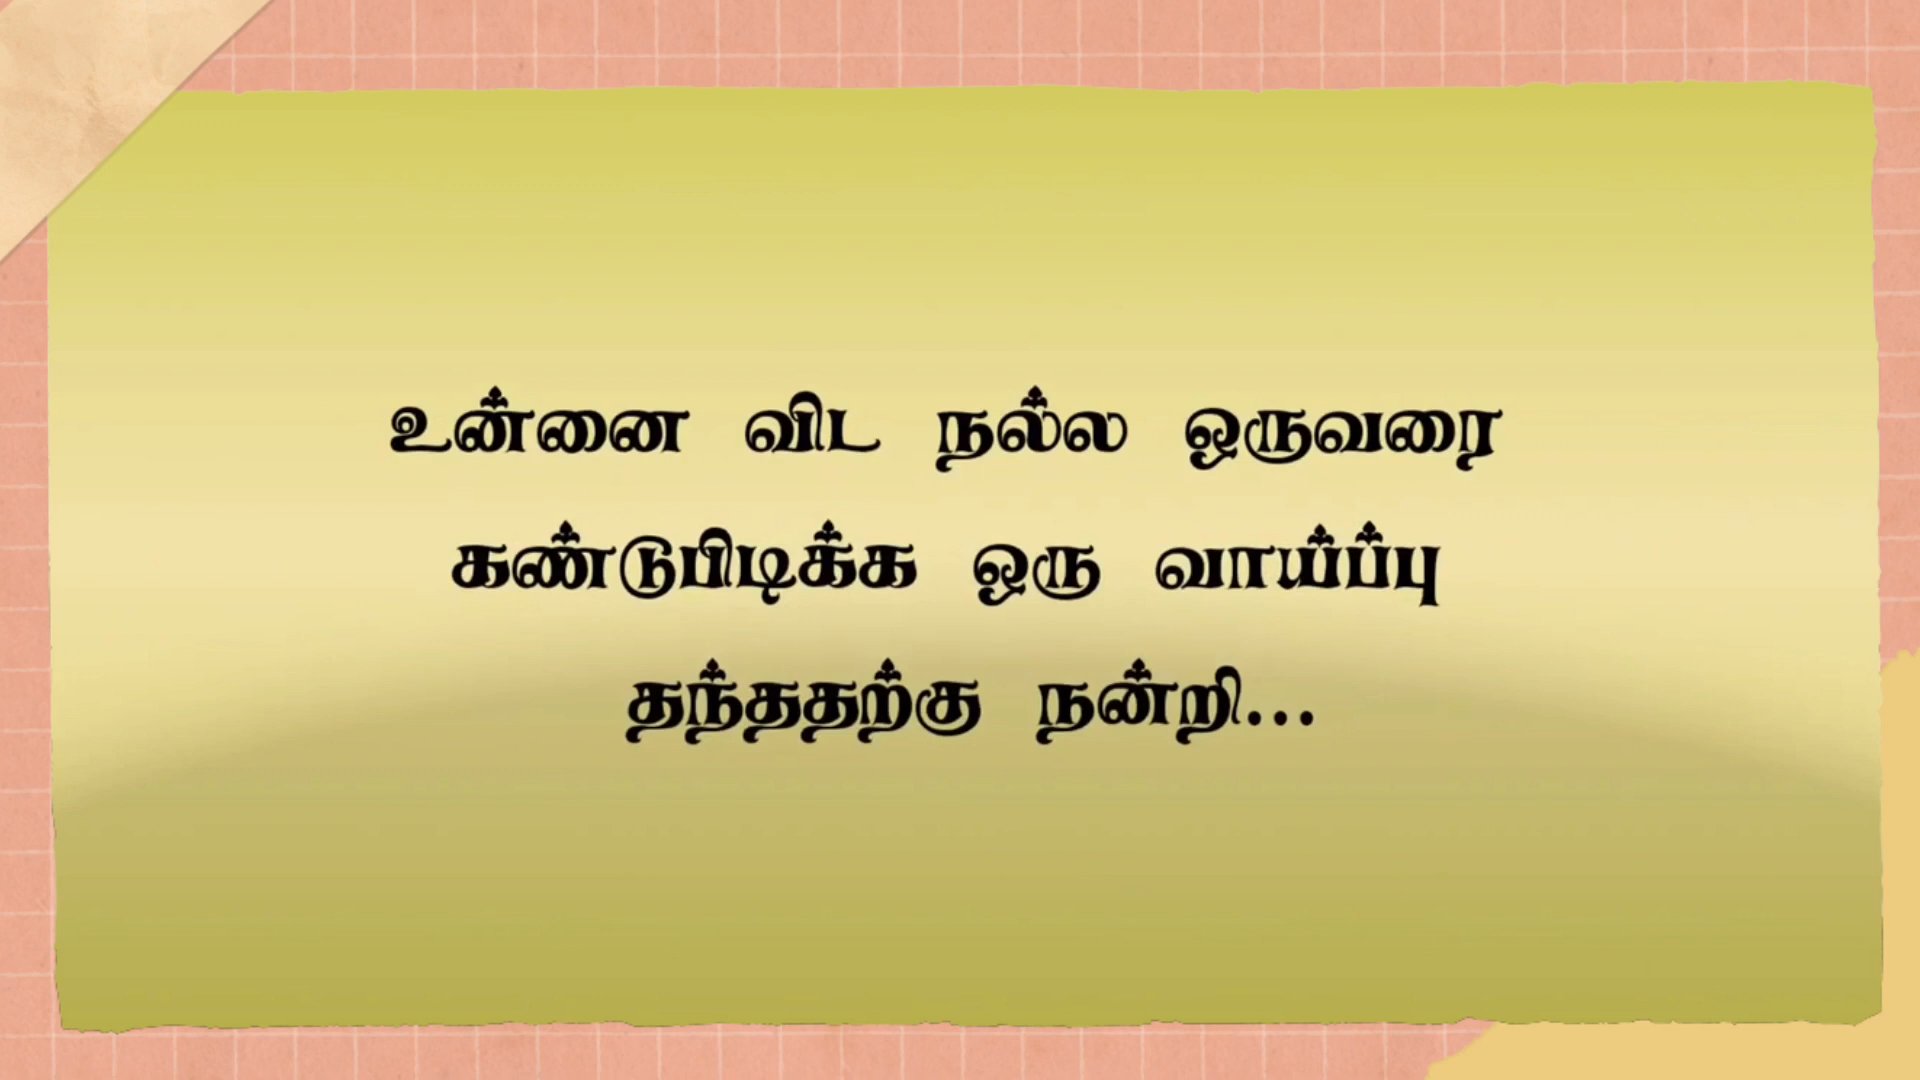 உன்னை விட நல்ல ஒருவரை
கண்டுபிடிக்க ஒரு வாய்ப்பு
தந்ததற்கு நன்றி...